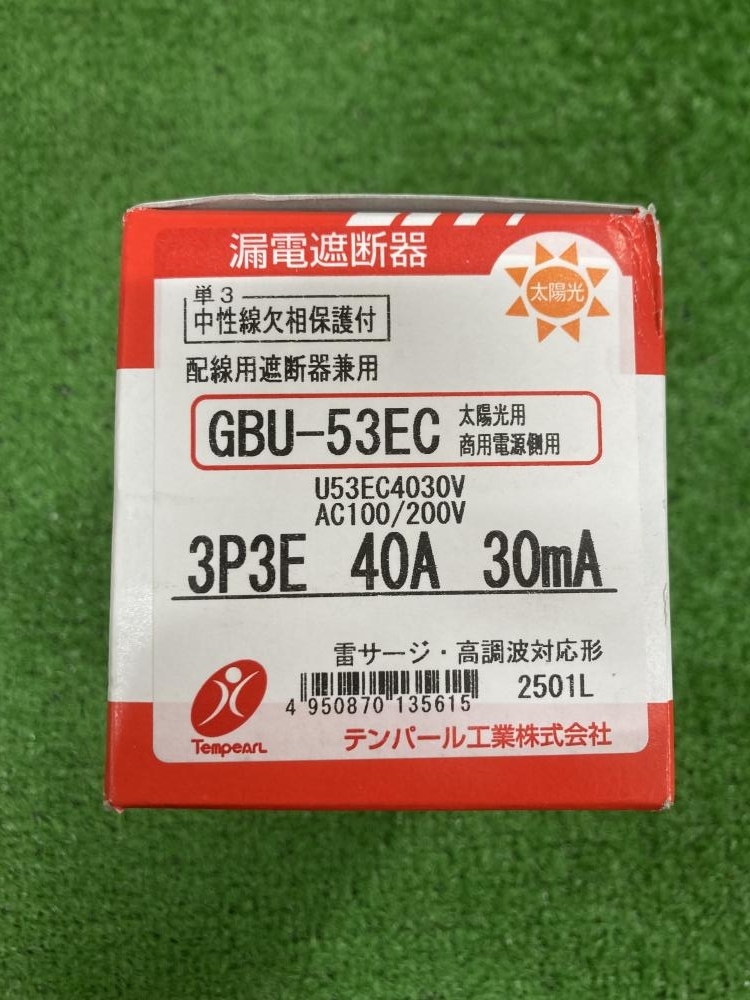 漏電遮断器
太陽光
単3
中性線欠相保護付
配線用遮断器兼用
GBU-53EC
太陽光用
商用電源側用
U53EC4030V
AC100/200V
3P3E 40A 30mA
雷サージ・高調波対応形
4 950870 135615
2501L
TEMPEARL
テンパール工業株式会社